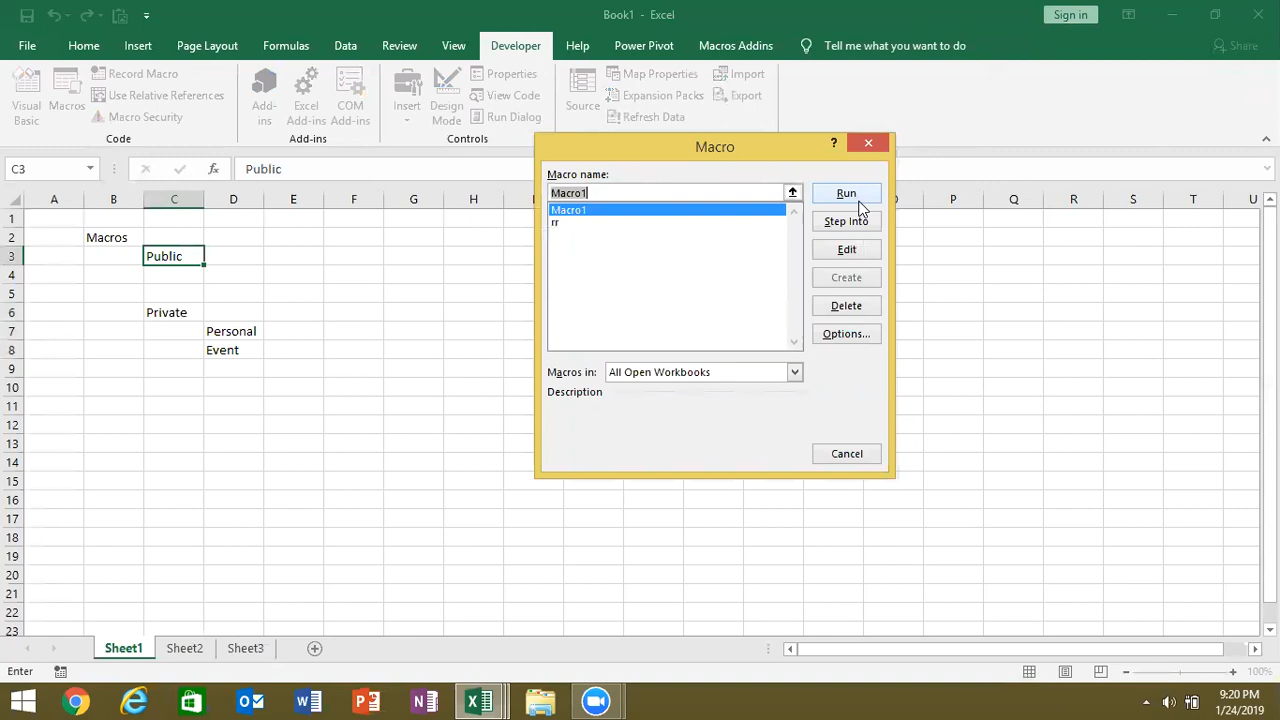 Book1 - Excel
Sign in
File Home Insert Page Layout Formulas Data Review View Developer Help Power Pivot Macros Addins Tell me what you want to do Share
Visual Basic
Macros
Record Macro
Use Relative References
Macro Security
Code
Add-ins
Excel Add-ins
COM Add-ins
Add-ins
Insert
Design Mode
Properties
View Code
Run Dialog
Controls
Source
Map Properties
Expansion Packs
Refresh Data
Import
Export
C3 fx Public
A B C D E F G H N O P Q R S T U
1
2 Macros
3 Public
4
5
6 Private
7 Personal
8 Event
9
10
11
12
13
14
15
16
17
18
19
20
21
22
23
Macro
?
Macro name:
Macro1
Macro1
rr
Run
Step Into
Edit
Create
Delete
Options...
Macros in: All Open Workbooks
Description
Cancel
Sheet1 Sheet2 Sheet3
Enter
100%
9:20 PM
1/24/2019